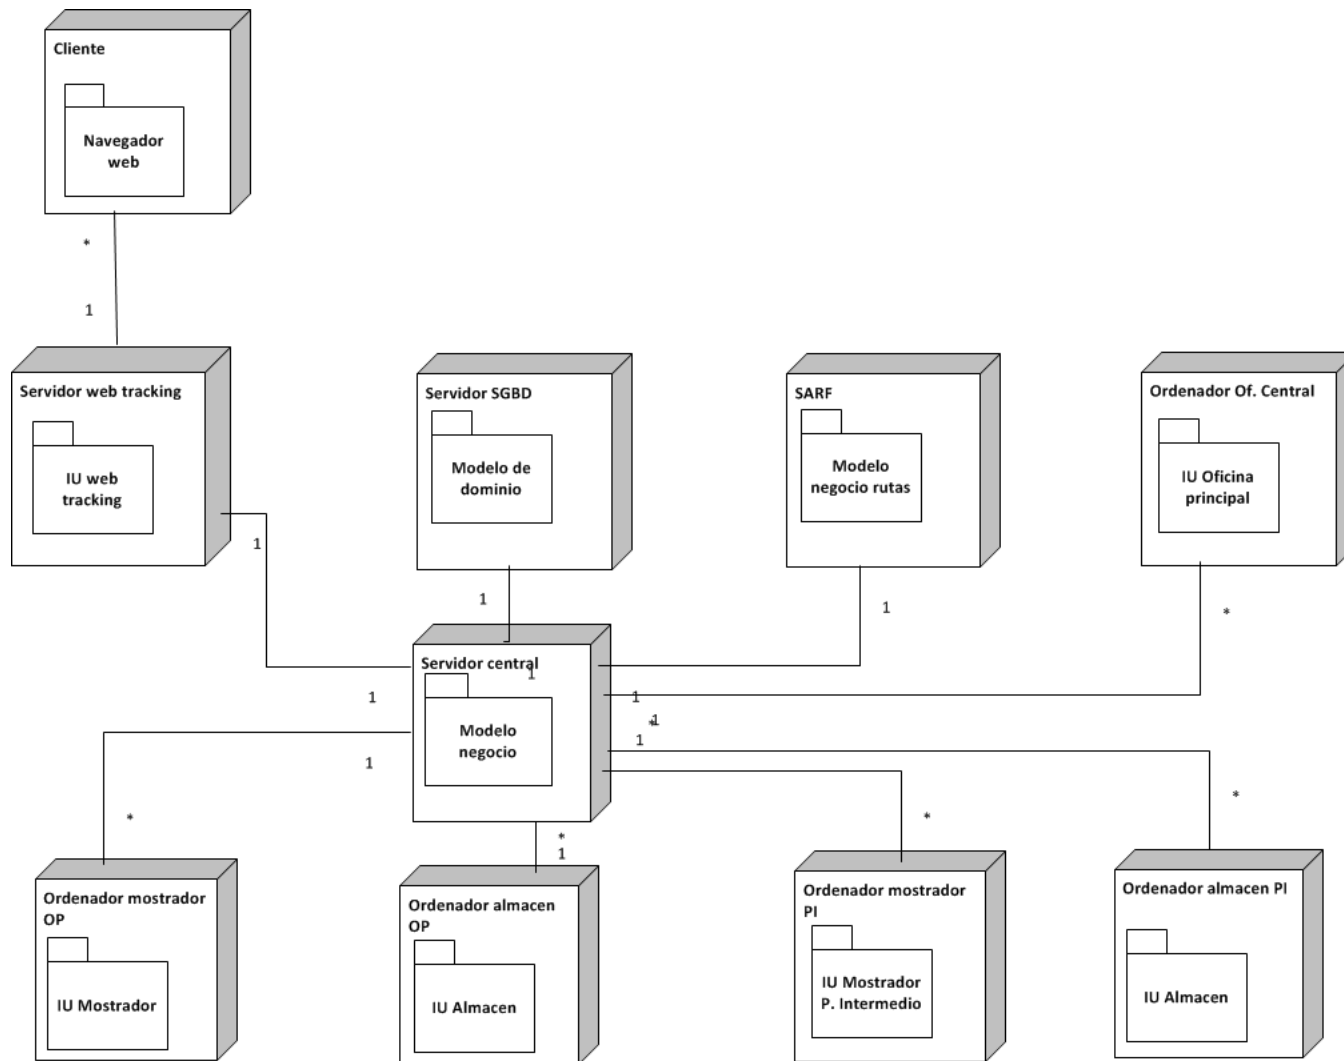 Cliente
Navegador
web
*
1
Servidor web tracking
IU web
tracking
Servidor SGBD
Modelo de
dominio
SARF
Modelo
negocio rutas
Ordenador Of. Central
IU Oficina
principal
1
1
1
*
Servidor central
1
Modelo
negocio
1
1
1
*
1
1
*
*
*
*
1
Ordenador mostrador
OP
IU Mostrador
Ordenador almacen
OP
IU Almacen
Ordenador mostrador
PI
IU Mostrador
P. Intermedio
Ordenador almacen PI
IU Almacen